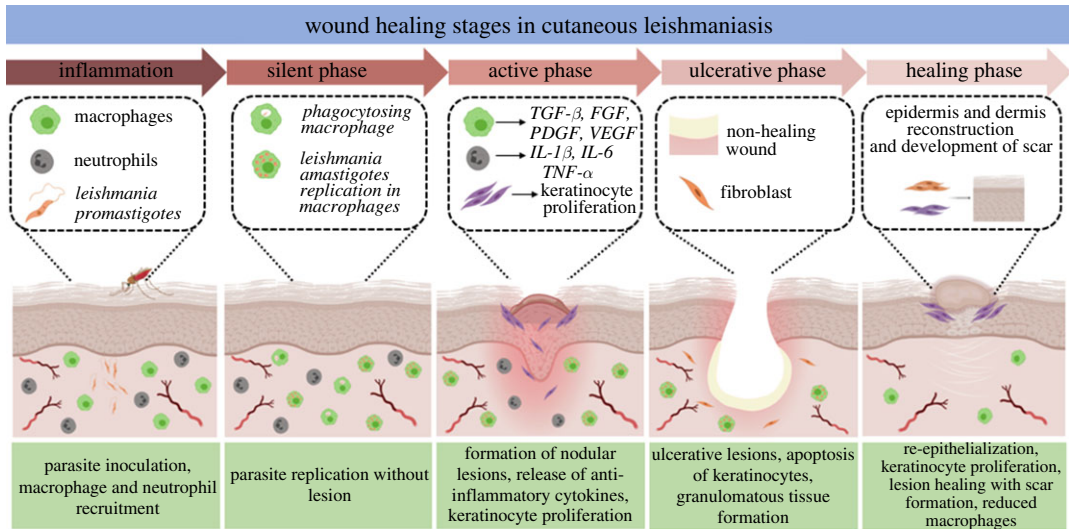 wound healing stages in cutaneous leishmaniasis
inflammation
silent phase
active phase
ulcerative phase
healing phase
macrophages
neutrophils
leishmania
promastigotes
phagocytosing
macrophage
leishmania
amastigotes
replication in
macrophages
TGF-β, FGF,
PDGF, VEGF
IL-1β, IL-6
TNF-α
keratinocyte
proliferation
non-healing
wound
fibroblast
epidermis and dermis
reconstruction
and development of scar
parasite inoculation,
macrophage and neutrophil
recruitment
parasite replication without
lesion
formation of nodular
lesions, release of anti-
inflammatory cytokines,
keratinocyte proliferation
ulcerative lesions, apoptosis
of keratinocytes,
granulomatous tissue
formation
re-epithelialization,
keratinocyte proliferation,
lesion healing with scar
formation, reduced
macrophages